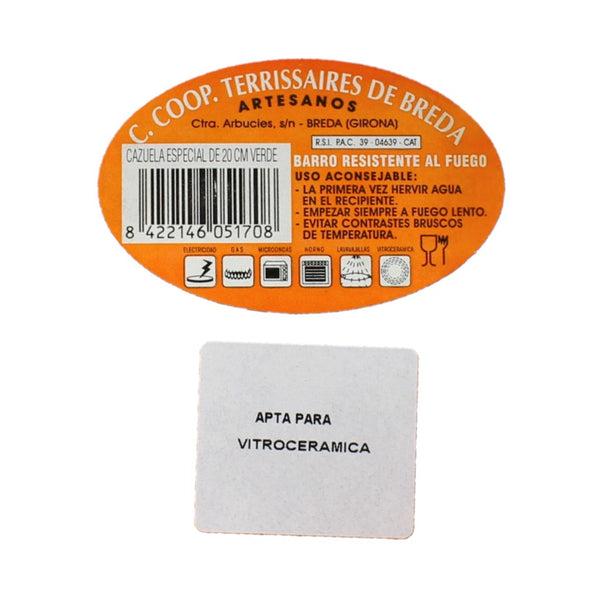 C. COOP. TERRISSAIRES DE BREDA
ARTESANOS
Ctra. Arbucies, s/n - BREDA (GIRONA)
R.S.I. P.A.C. 39 - 04639 - CAT
CAZUELA ESPECIAL DE 20 CM VERDE
8 422146 051708
BARRO RESISTENTE AL FUEGO
USO ACONSEJABLE:
- LA PRIMERA VEZ HERVIR AGUA
EN EL RECIPIENTE.
- EMPEZAR SIEMPRE A FUEGO LENTO.
- EVITAR CONTRASTES BRUSCOS
DE TEMPERATURA.
ELECTRICIDAD GAS MICROONDAS HORNO LAVAVAJILLAS VITROCERAMICA
APTA PARA
VITROCERAMICA